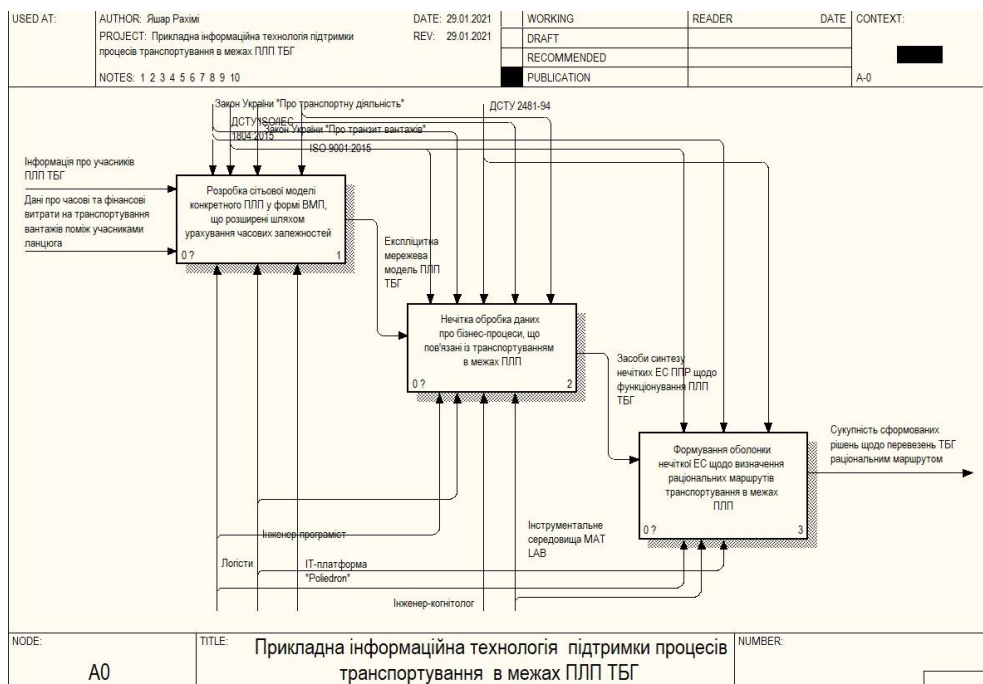 USED AT:
AUTHOR: Яшар Рахімі
DATE: 29.01.2021
PROJECT: Прикладна інформаційна технологія підтримки
процесів транспортування в межах ПЛП ТБГ
REV: 29.01.2021
NOTES: 1 2 3 4 5 6 7 8 9 10
WORKING
DRAFT
RECOMMENDED
PUBLICATION
READER
DATE
CONTEXT:
A-0
Закон України "Про транспортну діяльність"
ДСТУ ISO/IEC
1804:2015
Закон України "Про транзит вантажів"
ISO 9001:2015
ДСТУ 2481-94
Інформація про учасників
ПЛП ТБГ
Дані про часові та фінансові
витрати на транспортування
вантажів поміж учасниками
ланцюга
Розробка сітьової моделі
конкретного ПЛП у формі ВМП,
що розширені шляхом
урахування часових залежностей
0 ?
1
Експліцитна
мережева
модель ПЛП
ТБГ
Нечітка обробка даних
про бізнес-процеси, що
пов'язані із транспортуванням
в межах ПЛП
0 ?
2
Засоби синтезу
нечітких ЕС ППР щодо
функціонування ПЛП
ТБГ
Формування оболонки
нечіткої ЕС щодо визначення
раціональних маршрутів
транспортування в межах
ПЛП
0 ?
3
Сукупність сформованих
рішень щодо перевезень ТБГ
раціональним маршрутом
Інженер-програміст
Логісти
ІТ-платформа
"Poliedron"
Інструментальне
середовища MAT
LAB
Інженер-когнітолог
NODE:
A0
TITLE:
Прикладна інформаційна технологія підтримки процесів
транспортування в межах ПЛП ТБГ
NUMBER: